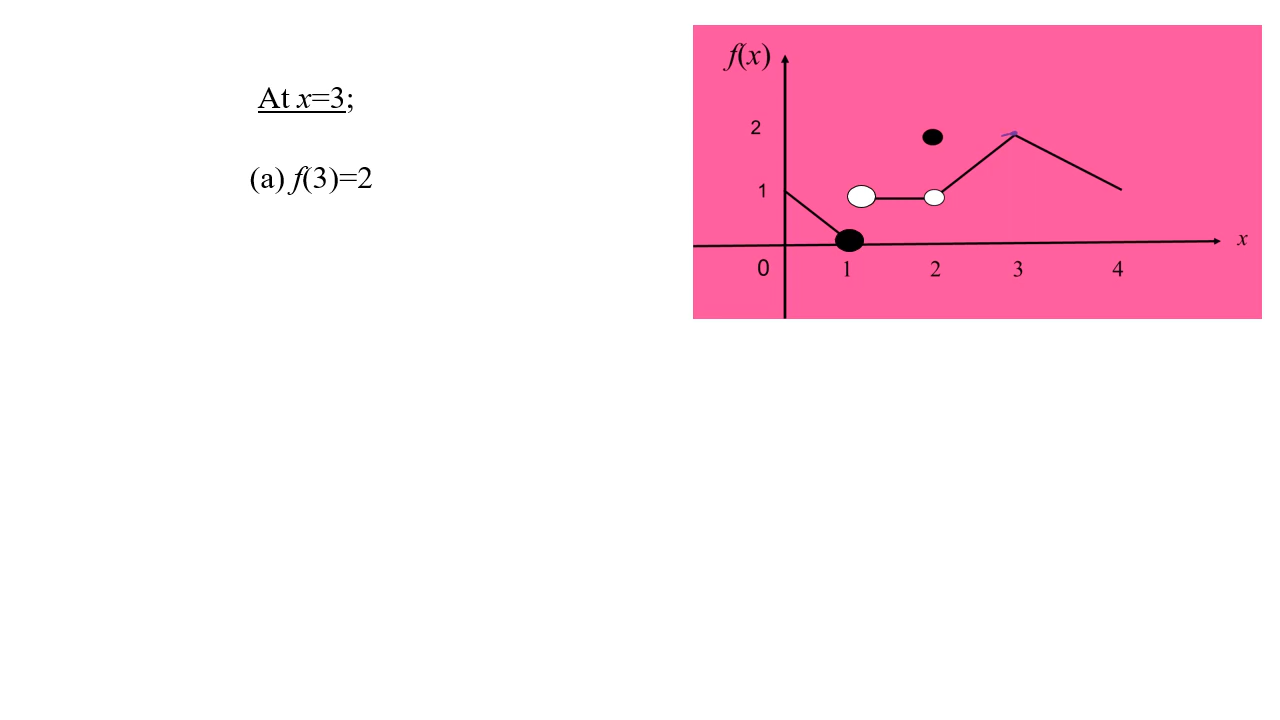 At x=3;
(a) f(3)=2
f(x)
2
1
x
0 1 2 3 4